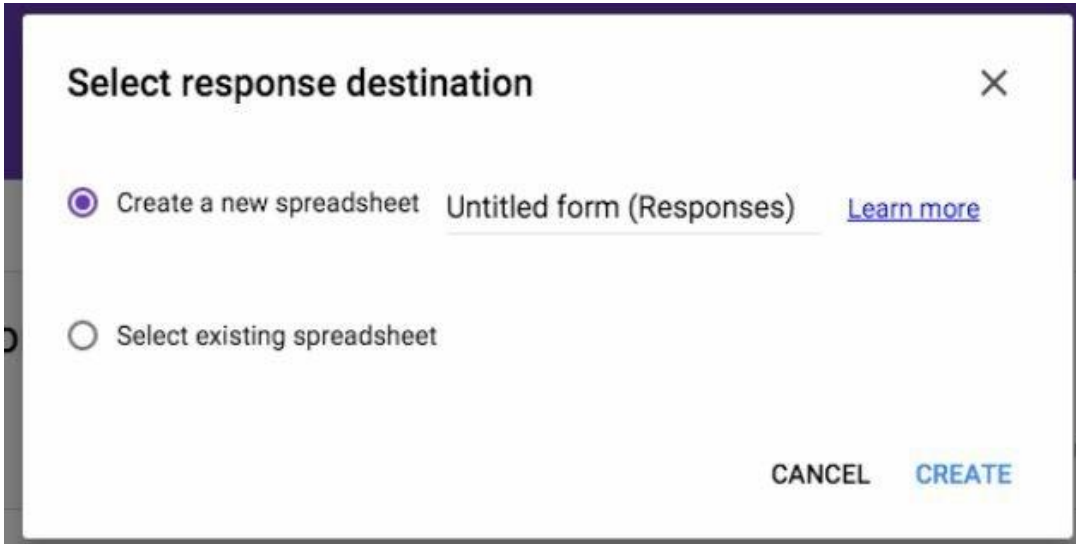 Select response destination
Create a new spreadsheet Untitled form (Responses) Learn more
Select existing spreadsheet
CANCEL CREATE